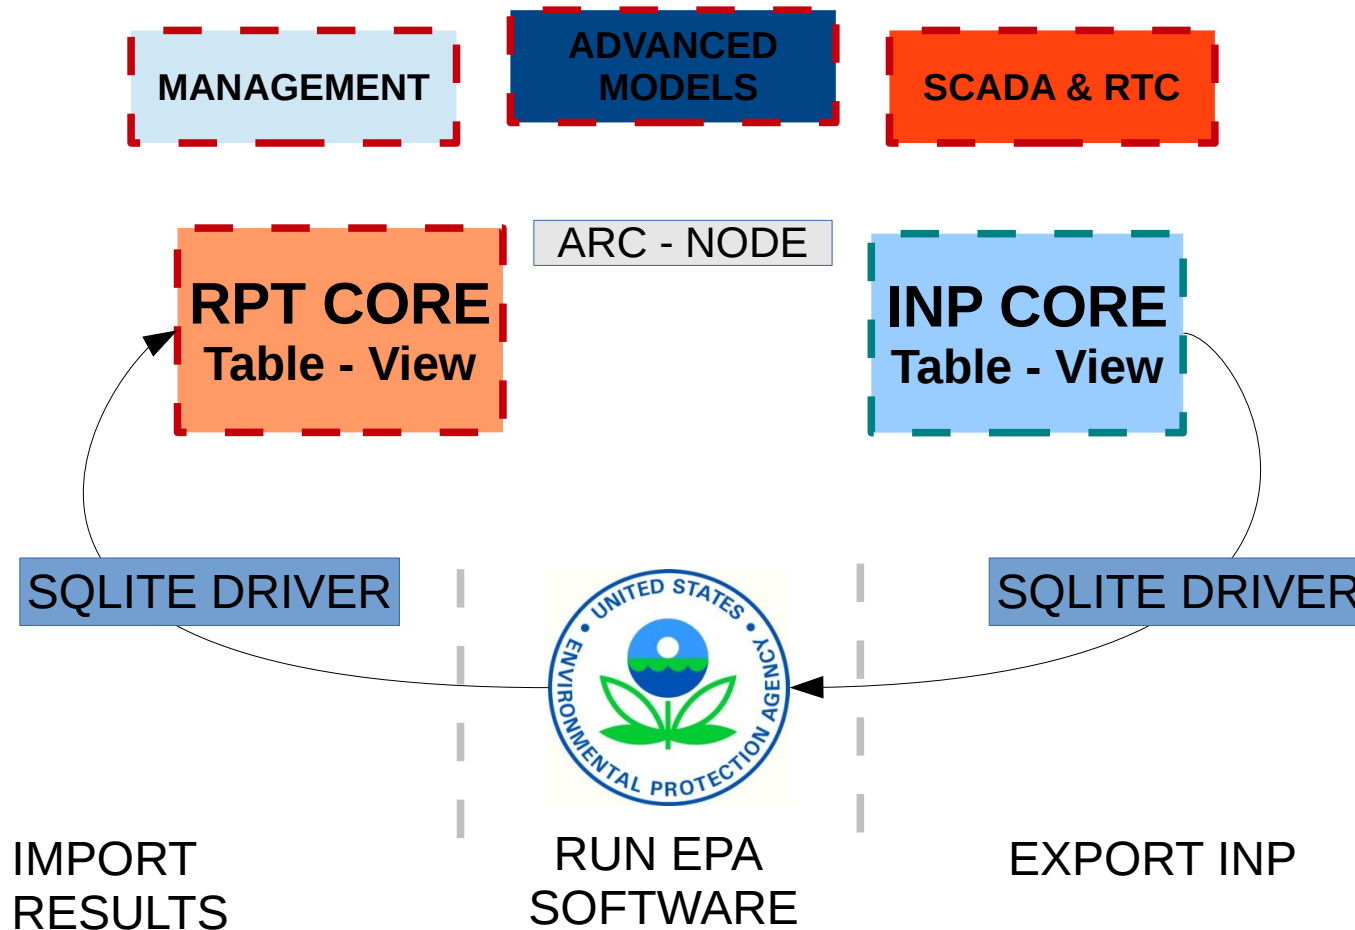 MANAGEMENT
ADVANCED
MODELS
SCADA & RTC
ARC - NODE
RPT CORE
Table - View
INP CORE
Table - View
SQLITE DRIVER
SQLITE DRIVER
UNITED STATES
ENVIRONMENTAL PROTECTION AGENCY
IMPORT
RESULTS
RUN EPA
SOFTWARE
EXPORT INP